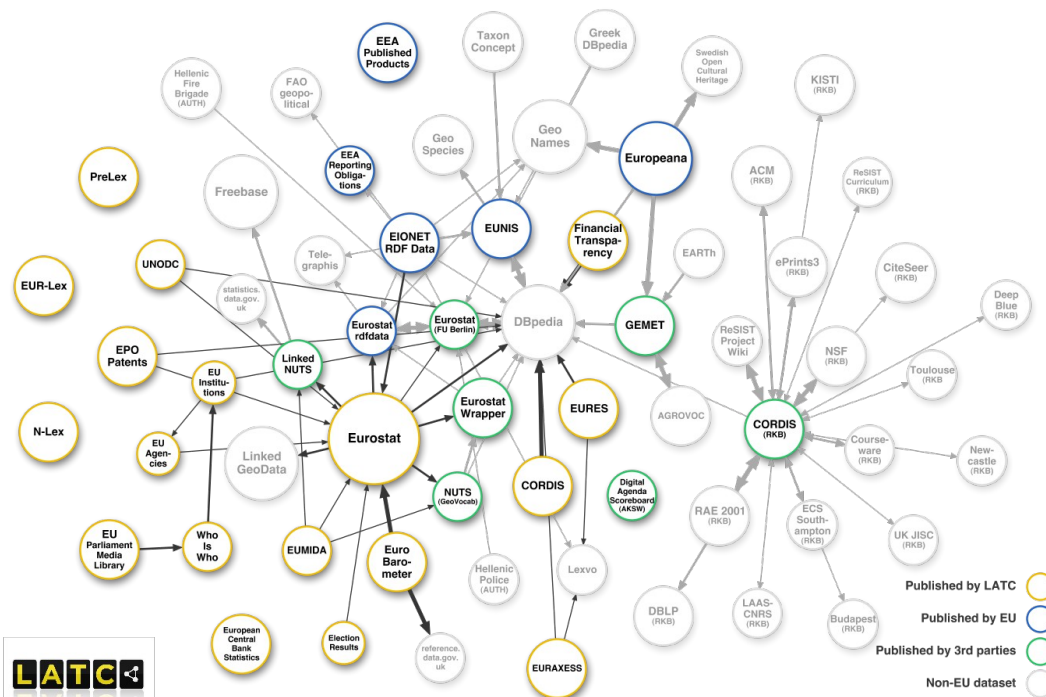 EEA
Published
Products
Taxon
Concept
Greek
DBpedia
Swedish
Open
Cultural
Heritage
Hellenic
Fire
Brigade
(AUTH)
FAO
geopo-
litical
KISTI
(RKB)
Geo
Names
Geo
Species
Europeana
EEA
Reporting
Obliga-
tions
ACM
(RKB)
ReSIST
Curriculum
(RKB)
PreLex
Freebase
EIONET
RDF Data
EUNIS
Financial
Transpa-
rency
EARTh
ePrints3
(RKB)
CiteSeer
(RKB)
Tele-
graphis
UNODC
EUR-Lex
statistics.
data.gov.
uk
Deep
Blue
(RKB)
Eurostat
rdfdata
Eurostat
(FU Berlin)
DBpedia
GEMET
ReSIST
Project
Wiki
NSF
(RKB)
EPO
Patents
Linked
NUTS
EU
Institu-
tions
Toulouse
(RKB
Eurostat
Wrapper
EURES
AGROVOC
CORDIS
(RKB)
N-Lex
Eurostat
EU
Agen-
cies
Linked
GeoData
Course-
ware
(RKB)
New-
castle
(RKB)
CORDIS
Digital
Agenda
Scoreboard
(AKSW)
NUTS
(GeoVocab)
RAE 2001
(RKB)
ECS
South-
ampton
(RKB)
UK JISC
(RKB)
EU
Parliament
Media
Library
Who
Is
Who
EUMIDA
Euro
Baro-
meter
Hellenic
Police
(AUTH)
Lexvo
DBLP
(RKB)
LAAS-
CNRS
(RKB)
Budapest
(RKB)
European
Central
Bank
Statistics
Election
Results
reference.
data.gov.
uk
EURAXESS
Published by LATC
Published by EU
Published by 3rd parties
Non-EU dataset
LATC